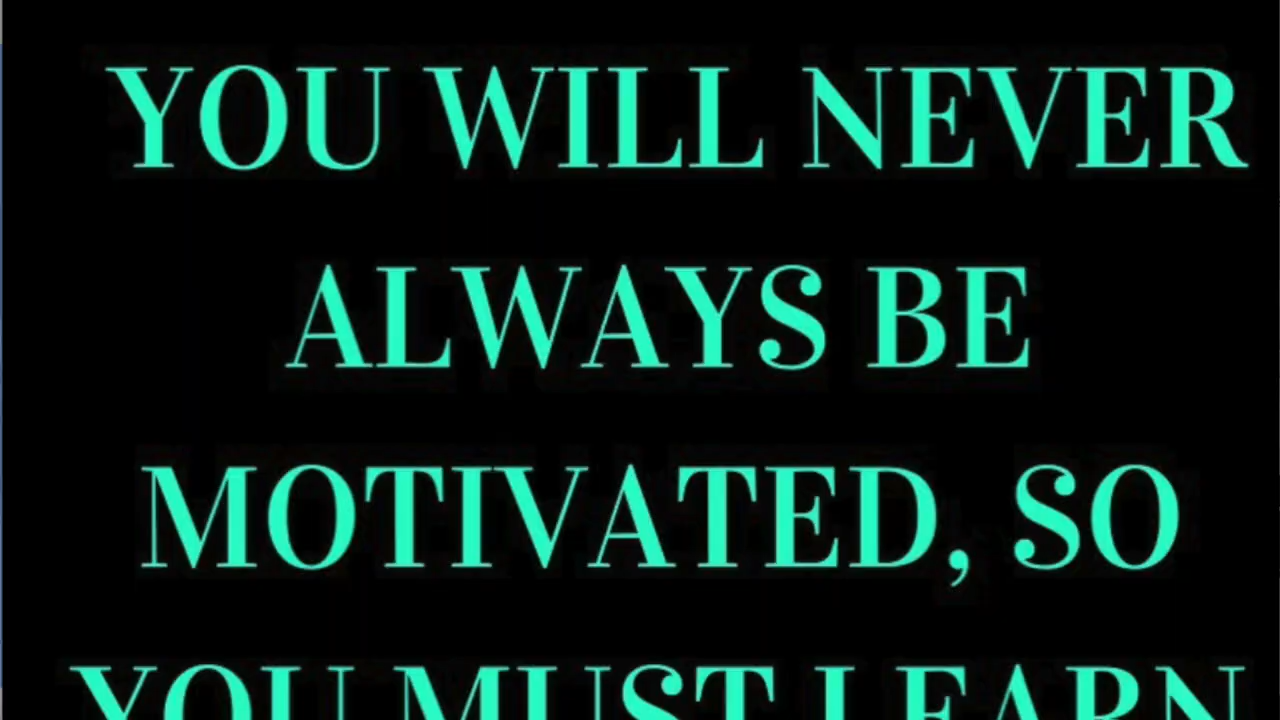 YOU WILL NEVER
ALWAYS BE
MOTIVATED, SO
YOU MUST LEARN